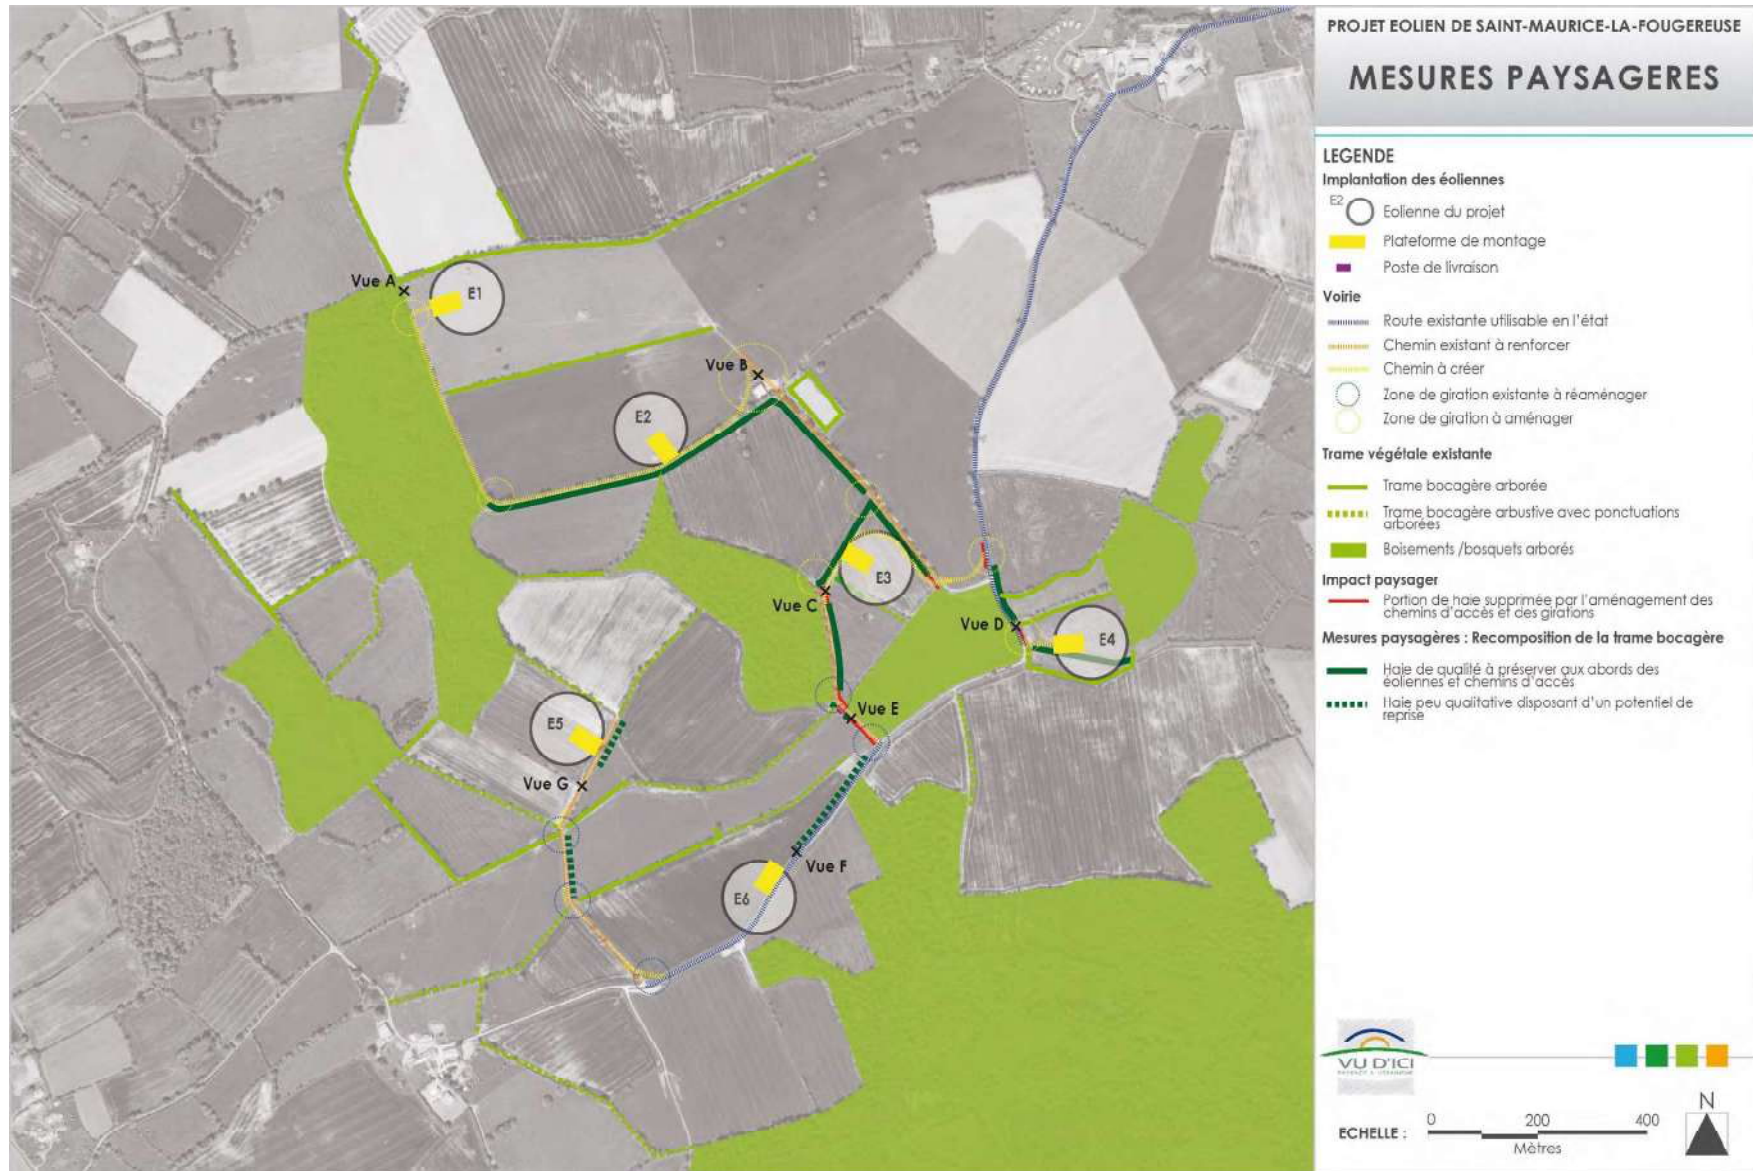 PROJET EOLIEN DE SAINT-MAURICE-LA-FOUGEREUSE
MESURES PAYSAGERES
LEGENDE
Implantation des éoliennes
E2
Eolienne du projet
Plateforme de montage
Poste de livraison
Voirie
Route existante utilisable en l'état
Chemin existant à renforcer
Chemin à créer
Zone de giration existante à réaménager
Zone de giration à aménager
Trame végétale existante
Trame bocagère arborée
Trame bocagère arbustive avec ponctuations
arborées
Boisements /bosquets arborés
Impact paysager
Portion de haie supprimée par l'aménagement des
chemins d'accès et des girations
Mesures paysagères : Recomposition de la trame bocagère
Haie de qualité à préserver aux abords des
éoliennes et chemins d'accès
Haie peu qualitative disposant d'un potentiel de
reprise
Vue A
E1
Vue B
E2
E3
Vue C
Vue D
E4
Vue E
E5
Vue G
Vue F
E6
VU D'ICI
N
ECHELLE :
0 200 400
Mètres